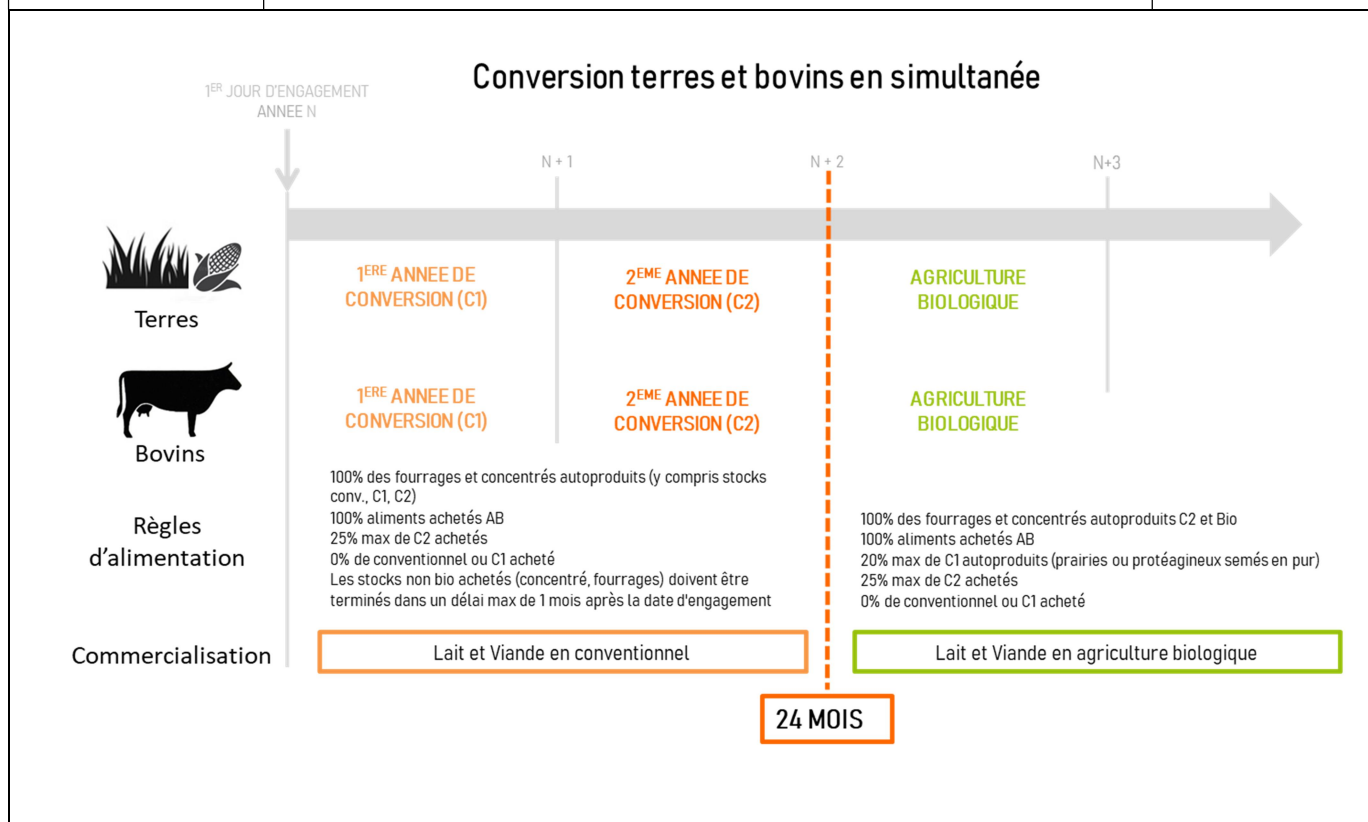 Conversion terres et bovins en simultanée
1ER JOUR D'ENGAGEMENT
ANNEE N
N + 1
N + 2
N+3
Terres
1ERE ANNEE DE
CONVERSION (C1)
2EME ANNEE DE
CONVERSION (C2)
AGRICULTURE
BIOLOGIQUE
Bovins
1ERE ANNEE DE
CONVERSION (C1)
2EME ANNEE DE
CONVERSION (C2)
AGRICULTURE
BIOLOGIQUE
Règles
d'alimentation
100% des fourrages et concentrés autoproduits (y compris stocks
conv., C1, C2)
100% aliments achetés AB
25% max de C2 achetés
0% de conventionnel ou C1 acheté
Les stocks non bio achetés (concentré, fourrages) doivent être
terminés dans un délai max de 1 mois après la date d'engagement
100% des fourrages et concentrés autoproduits C2 et Bio
100% aliments achetés AB
20% max de C1 autoproduits (prairies ou protéagineux semés en pur)
25% max de C2 achetés
0% de conventionnel ou C1 acheté
Commercialisation
Lait et Viande en conventionnel
Lait et Viande en agriculture biologique
24 MOIS